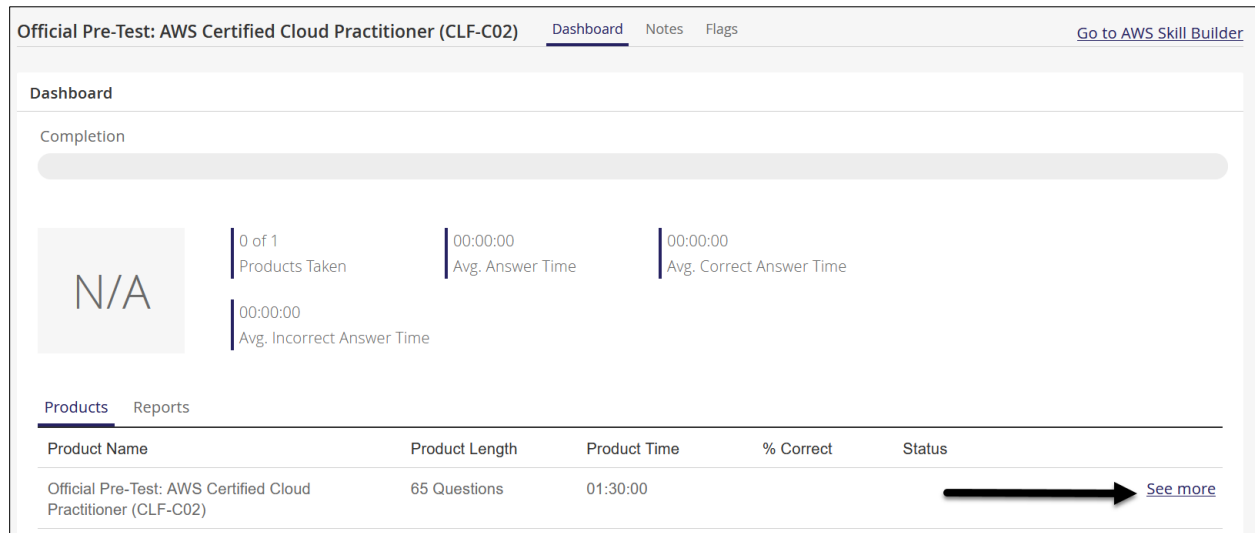 Official Pre-Test: AWS Certified Cloud Practitioner (CLF-C02) Dashboard Notes Flags Go to AWS Skill Builder
Dashboard
Completion
N/A
0 of 1
Products Taken
00:00:00
Avg. Answer Time
00:00:00
Avg. Correct Answer Time
00:00:00
Avg. Incorrect Answer Time
Products Reports
Product Name Product Length Product Time % Correct Status
Official Pre-Test: AWS Certified Cloud 65 Questions 01:30:00 See more
Practitioner (CLF-C02)